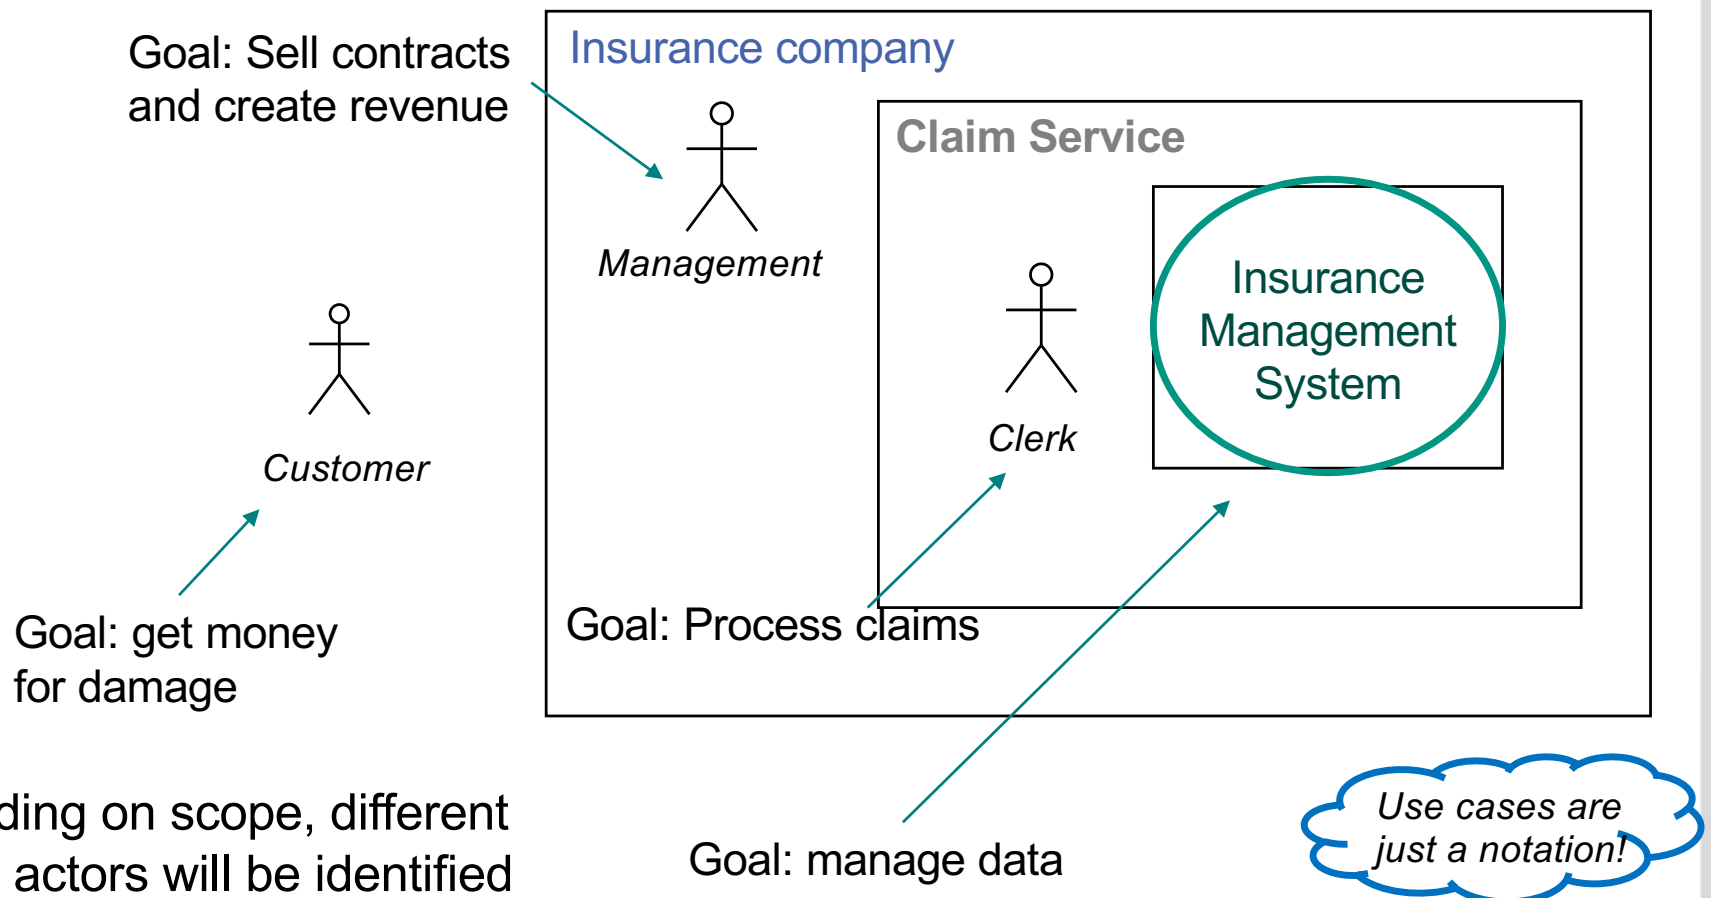 Goal: Sell contracts
and create revenue
Insurance company
Claim Service
Management
Insurance
Management
System
Clerk
Customer
Goal: get money
for damage
Goal: Process claims
ding on scope, different
actors will be identified
Goal: manage data
Use cases are
just a notation!